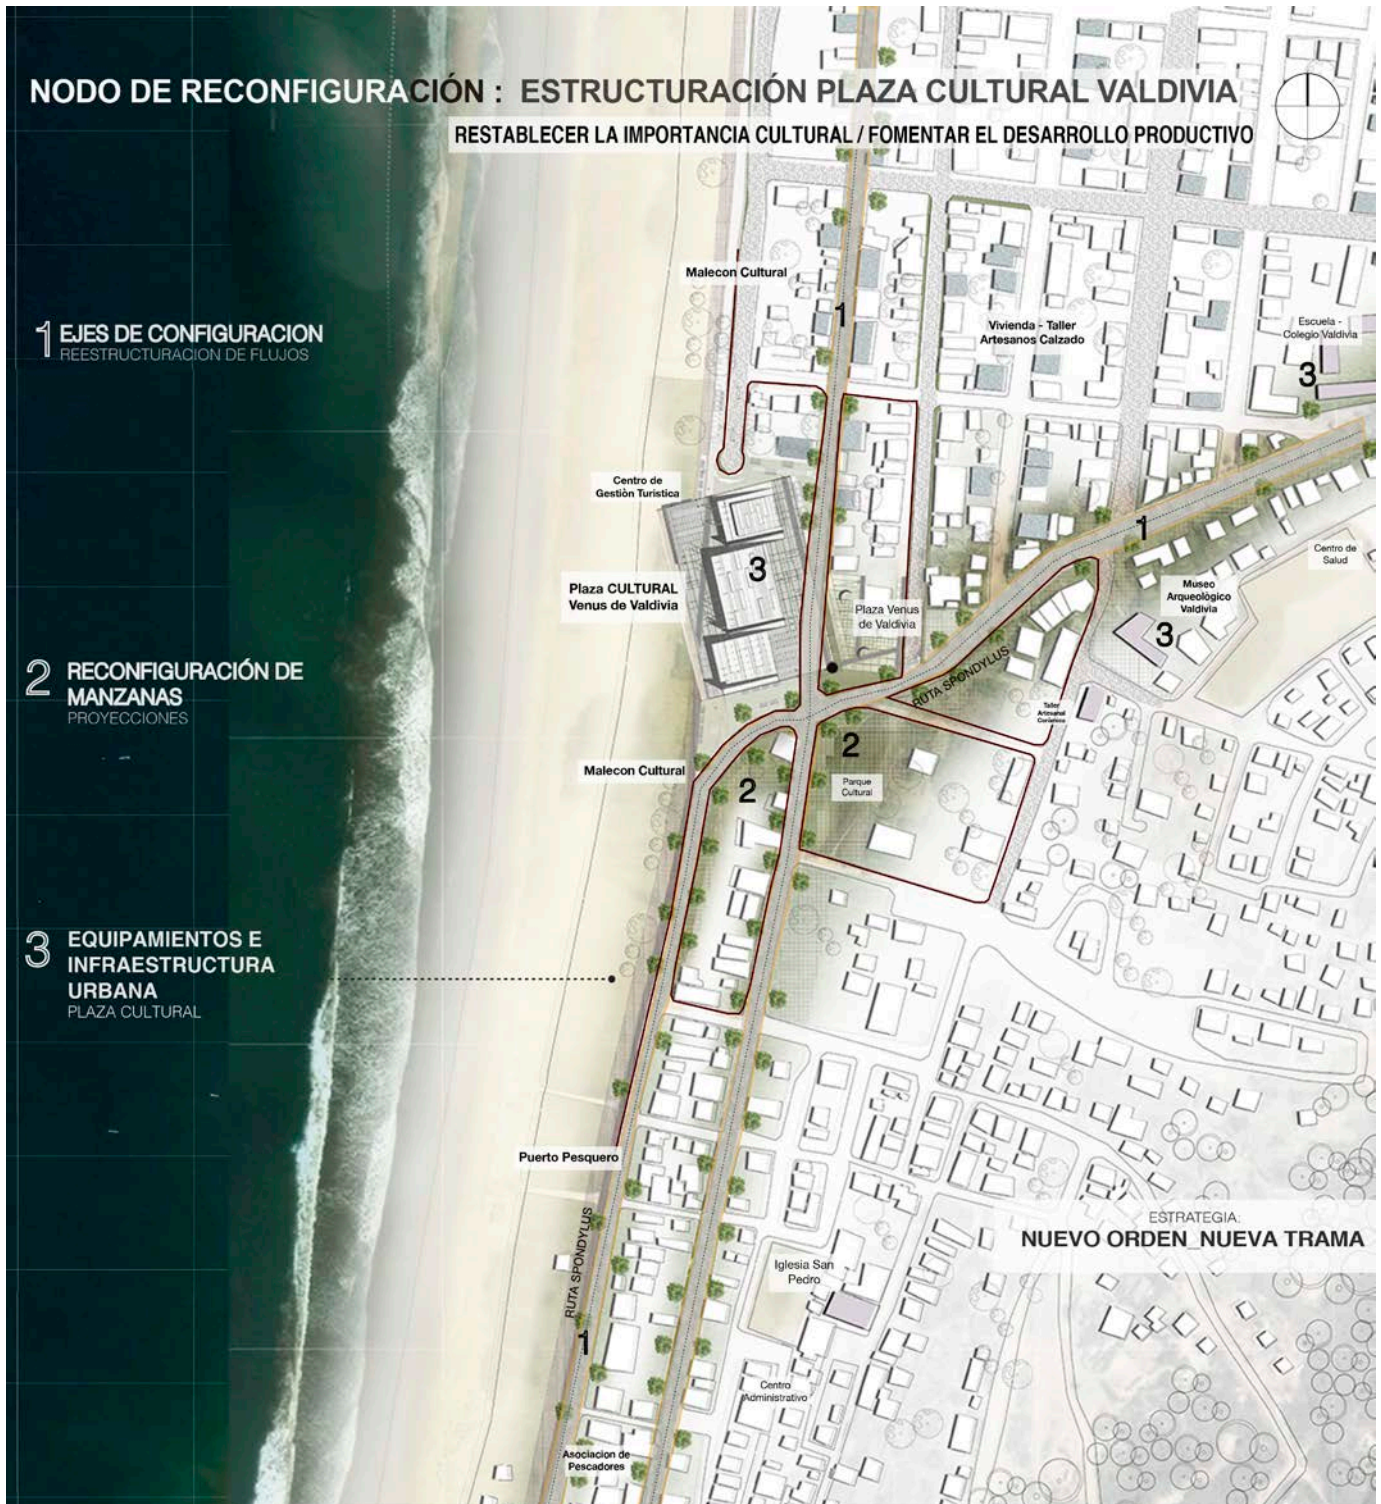 NODO DE RECONFIGURACIÓN : ESTRUCTURACIÓN PLAZA CULTURAL VALDIVIA
RESTABLECER LA IMPORTANCIA CULTURAL / FOMENTAR EL DESARROLLO PRODUCTIVO
Malecon Cultural
1
1 EJES DE CONFIGURACION
REESTRUCTURACION DE FLUJOS
Vivienda - Taller
Artesanos Calzado
Escuela -
Colegio Valdivia
3
Centro de
Gestiòn Turistica
1
Centro de
Salud
3
Plaza CULTURAL
Venus de Valdivia
Plaza Venus
de Valdivia
Museo
Arqueològico
Valdivia
3
RUTA SPONDYLUS
2 RECONFIGURACIÓN DE
MANZANAS
PROYECCIONES
Taller
Artesanal
Ceràmica
2
Malecon Cultural
2
Parque
Cultural
3 EQUIPAMIENTOS E
INFRAESTRUCTURA
URBANA
PLAZA CULTURAL
Puerto Pesquero
RUTA SPONDYLUS
ESTRATEGIA:
NUEVO ORDEN_NUEVA TRAMA
Iglesia San
Pedro
1
Centro
Administrativo
Asociacion de
Pescadores